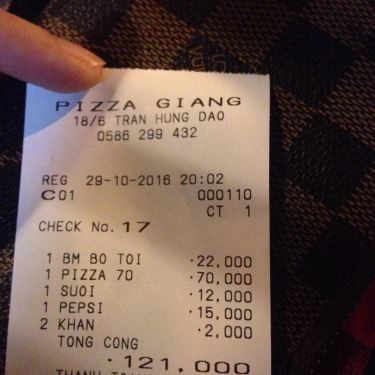 PIZZA GIANG
18/6 TRAN HUNG DAO
0586 299 432
REG 29-10-2016 20:02
C01 000110
CT 1
CHECK No. 17
1 BM BO TOI ·22,000
1 PIZZA 70 ·70,000
1 SUOI ·12,000
1 PEPSI ·15,000
2 KHAN ·2,000
TONG CONG
·121,000